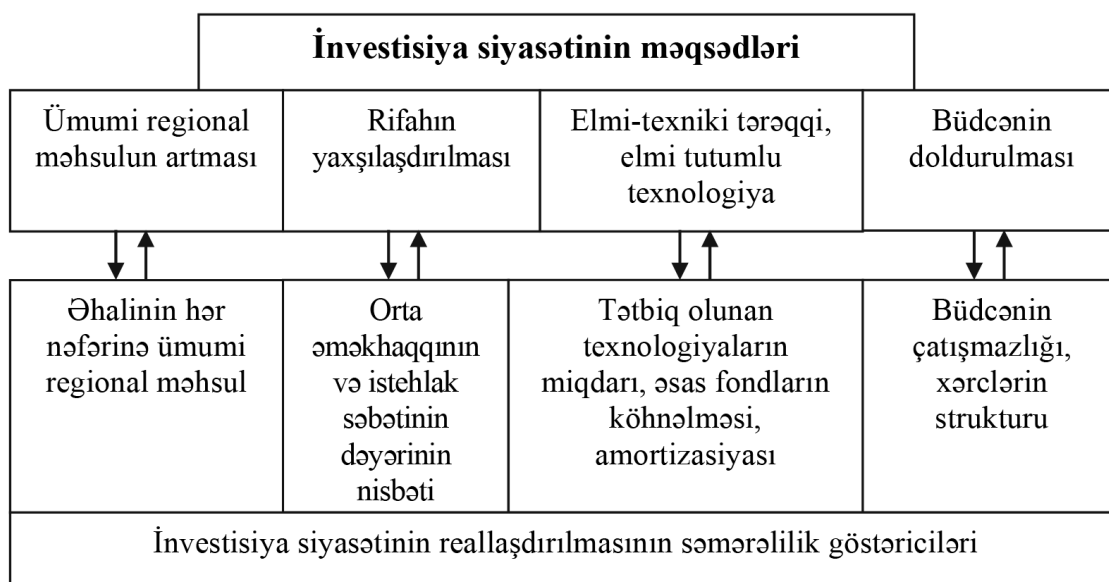 İnvestisiya siyasətinin məqsədləri
Ümumi regional
məhsulun artması
Rifahın
yaxşılaşdırılması
Elmi-texniki tərəqqi,
elmi tutumlu
texnologiya
Büdcənin
doldurulması
Əhalinin hər
nəfərinə ümumi
regional məhsul
Orta
əməkhaqqının
və istehlak
səbətinin
dəyərinin
nisbəti
Tətbiq olunan
texnologiyaların
miqdarı, əsas fondların
köhnəlməsi,
amortizasiyası
Büdcənin
çatışmazlığı,
xərclərin
strukturu
İnvestisiya siyasətinin reallaşdırılmasının səmərəlilik göstəriciləri